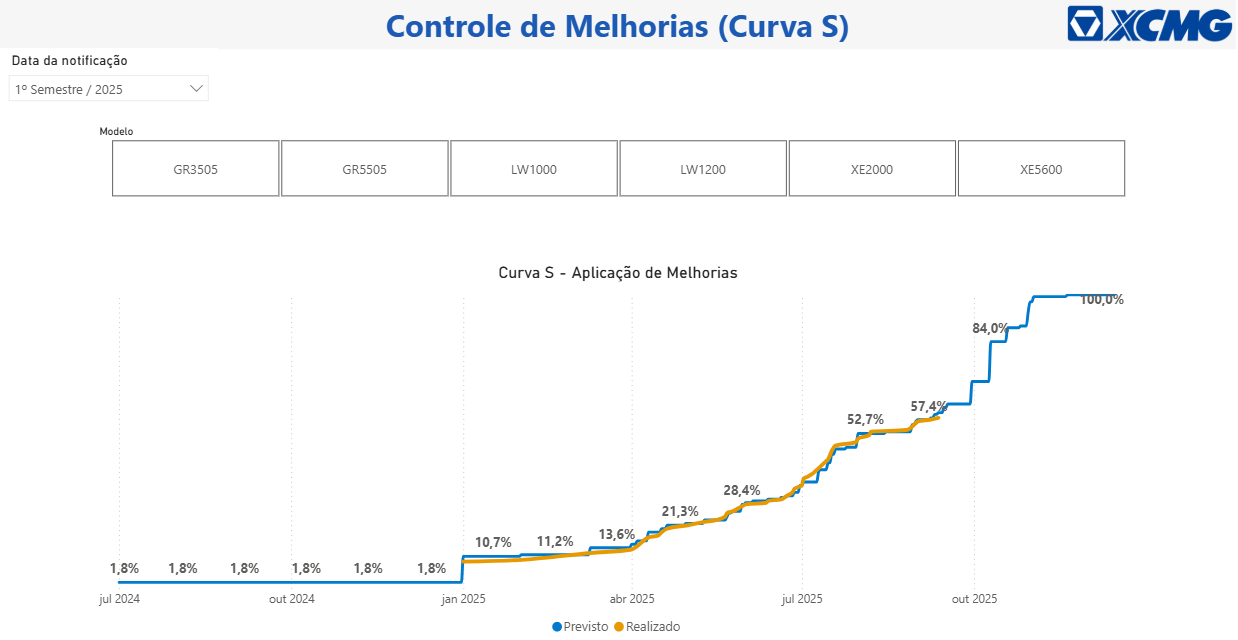 Controle de Melhorias (Curva S)
XCMG
Data da notificação
1º Semestre / 2025
Modelo
GR3505 GR5505 LW1000 LW1200 XE2000 XE5600
Curva S - Aplicação de Melhorias
100,0%
84,0%
57,4%
52,7%
28,4%
21,3%
10,7% 11,2% 13,6%
1,8% 1,8% 1,8% 1,8% 1,8% 1,8%
jul 2024 out 2024 jan 2025 abr 2025 jul 2025 out 2025
Previsto Realizado